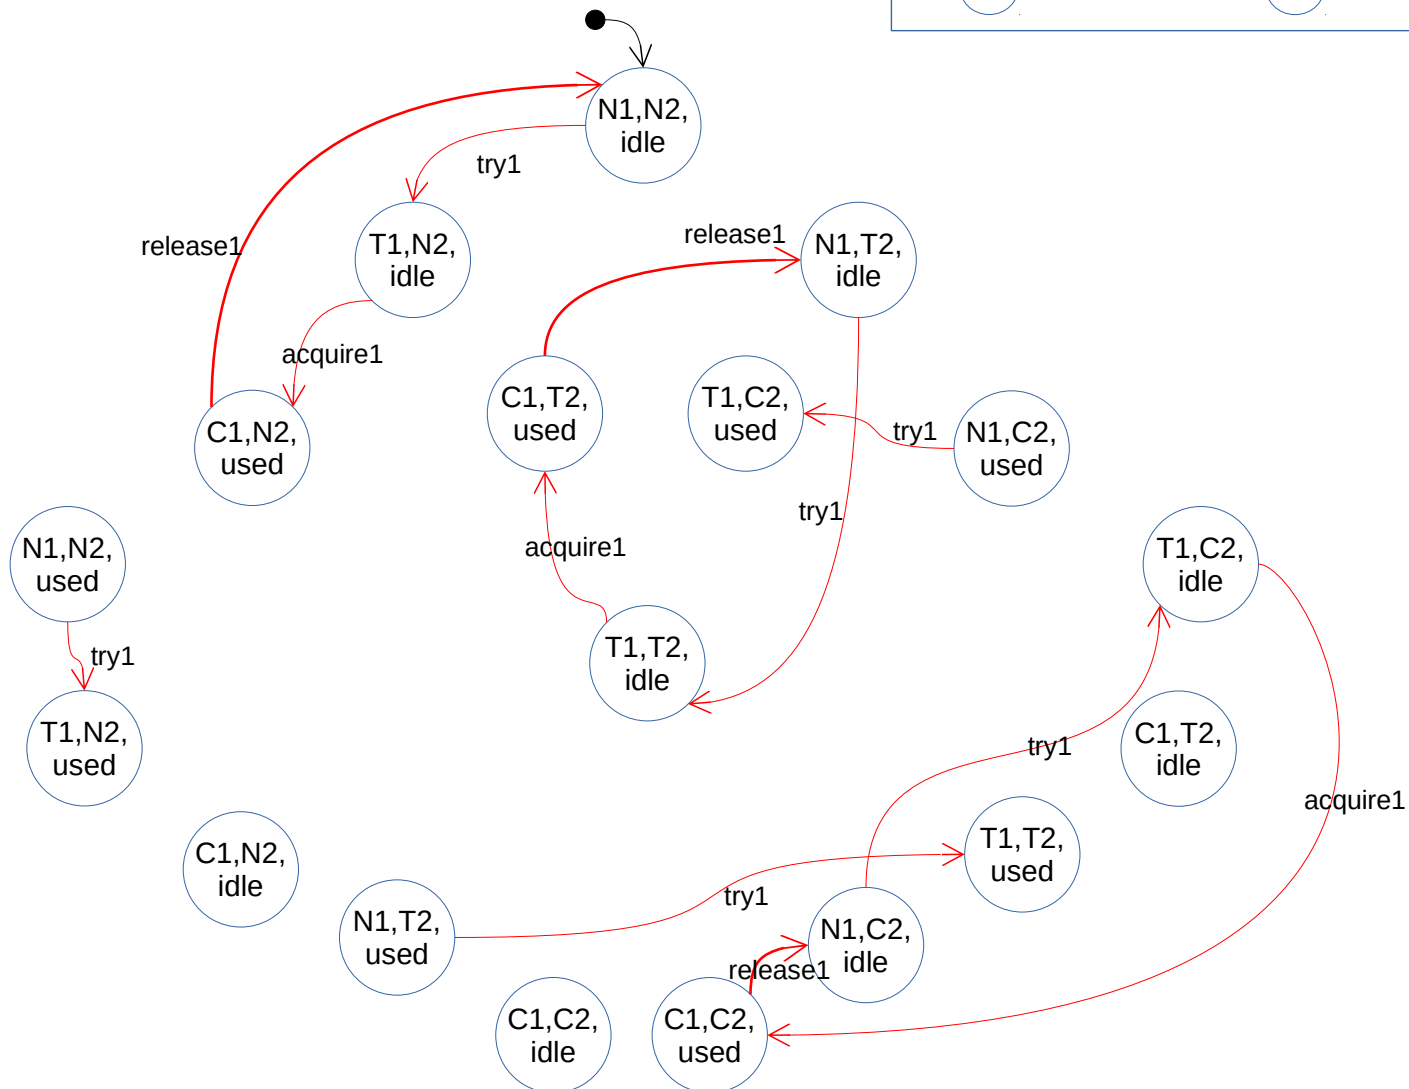 N1,N2,
idle
try1
release1
T1,N2,
idle
release1
N1,T2,
idle
acquire1
C1,N2,
used
C1,T2,
used
T1,C2,
used
try1
N1,C2,
used
try1
acquire1
N1,N2,
used
T1,C2,
idle
try1
T1,T2,
idle
T1,N2,
used
try1
C1,T2,
idle
acquire1
C1,N2,
idle
T1,T2,
used
try1
N1,T2,
used
N1,C2,
idle
release1
C1,C2,
idle
C1,C2,
used